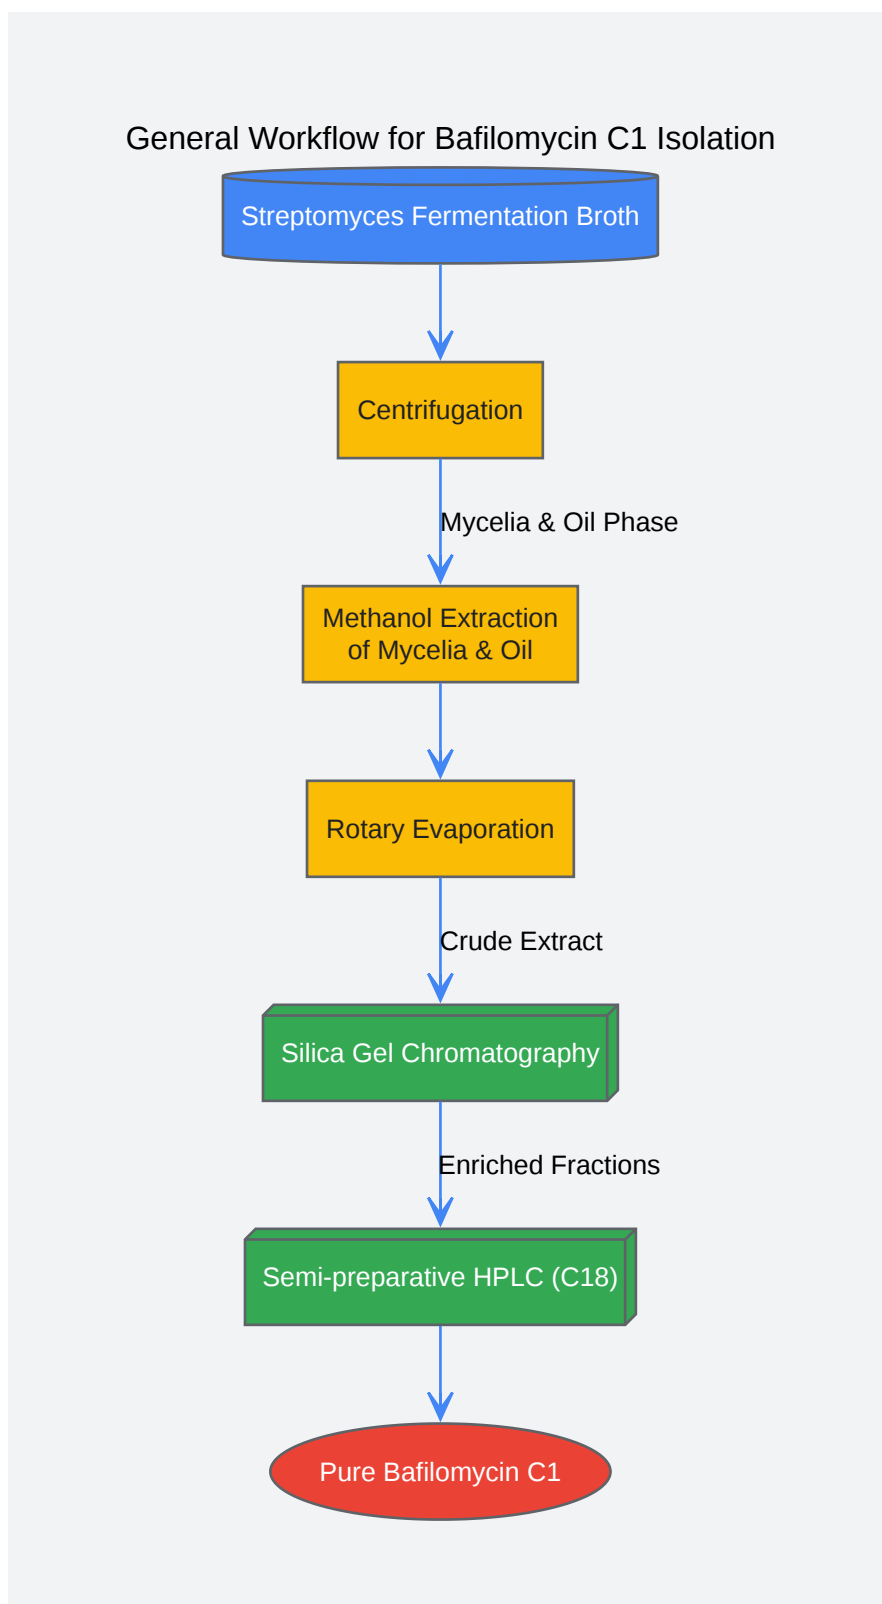 General Workflow for Bafilomycin C1 Isolation
Streptomyces Fermentation Broth
Centrifugation
Mycelia & Oil Phase
Methanol Extraction
of Mycelia & Oil
Rotary Evaporation
Crude Extract
Silica Gel Chromatography
Enriched Fractions
Semi-preparative HPLC (C18)
Pure Bafilomycin C1